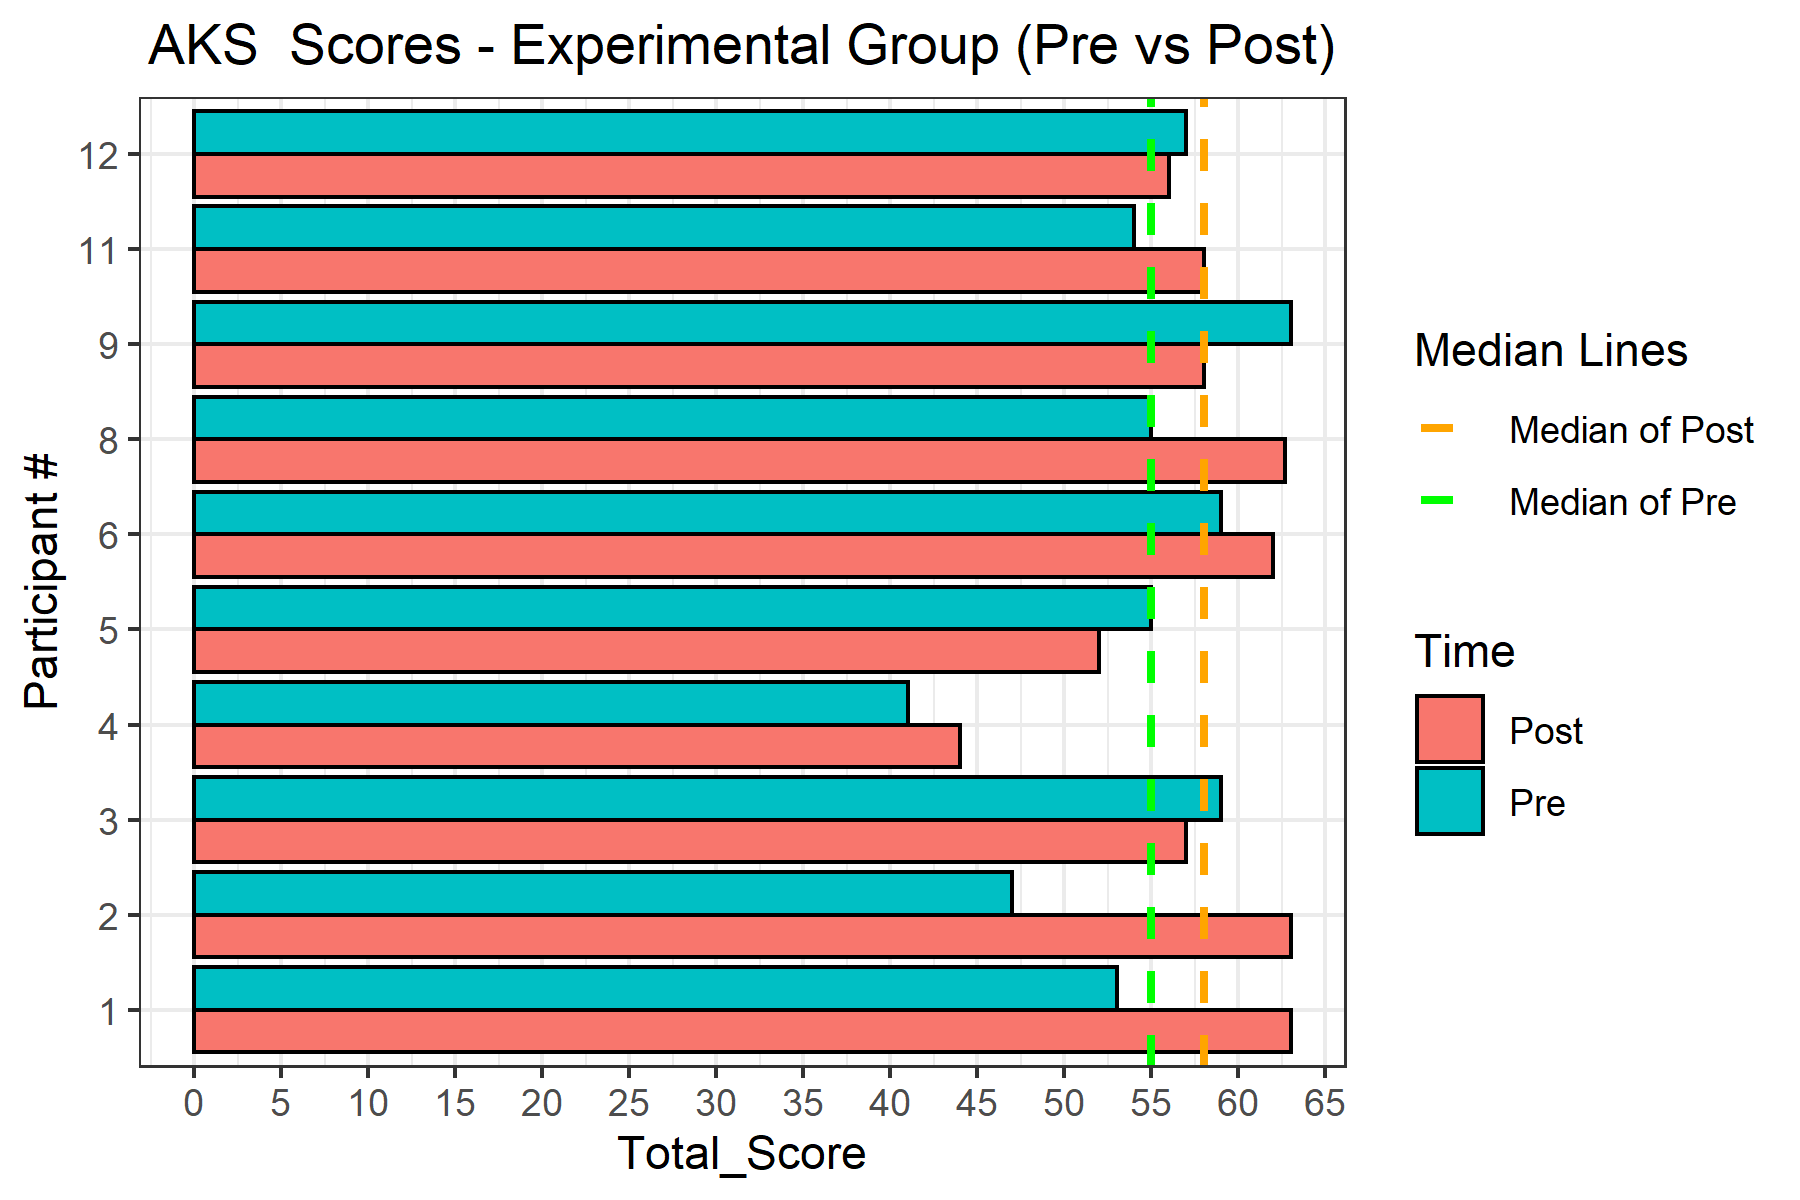 AKS  Scores - Experimental Group (Pre vs Post)
Participant #
12
11
9
8
6
5
4
3
2
1
0 5 10 15 20 25 30 35 40 45 50 55 60 65
Total_Score
Median Lines
Median of Post
Median of Pre
Time
Post
Pre